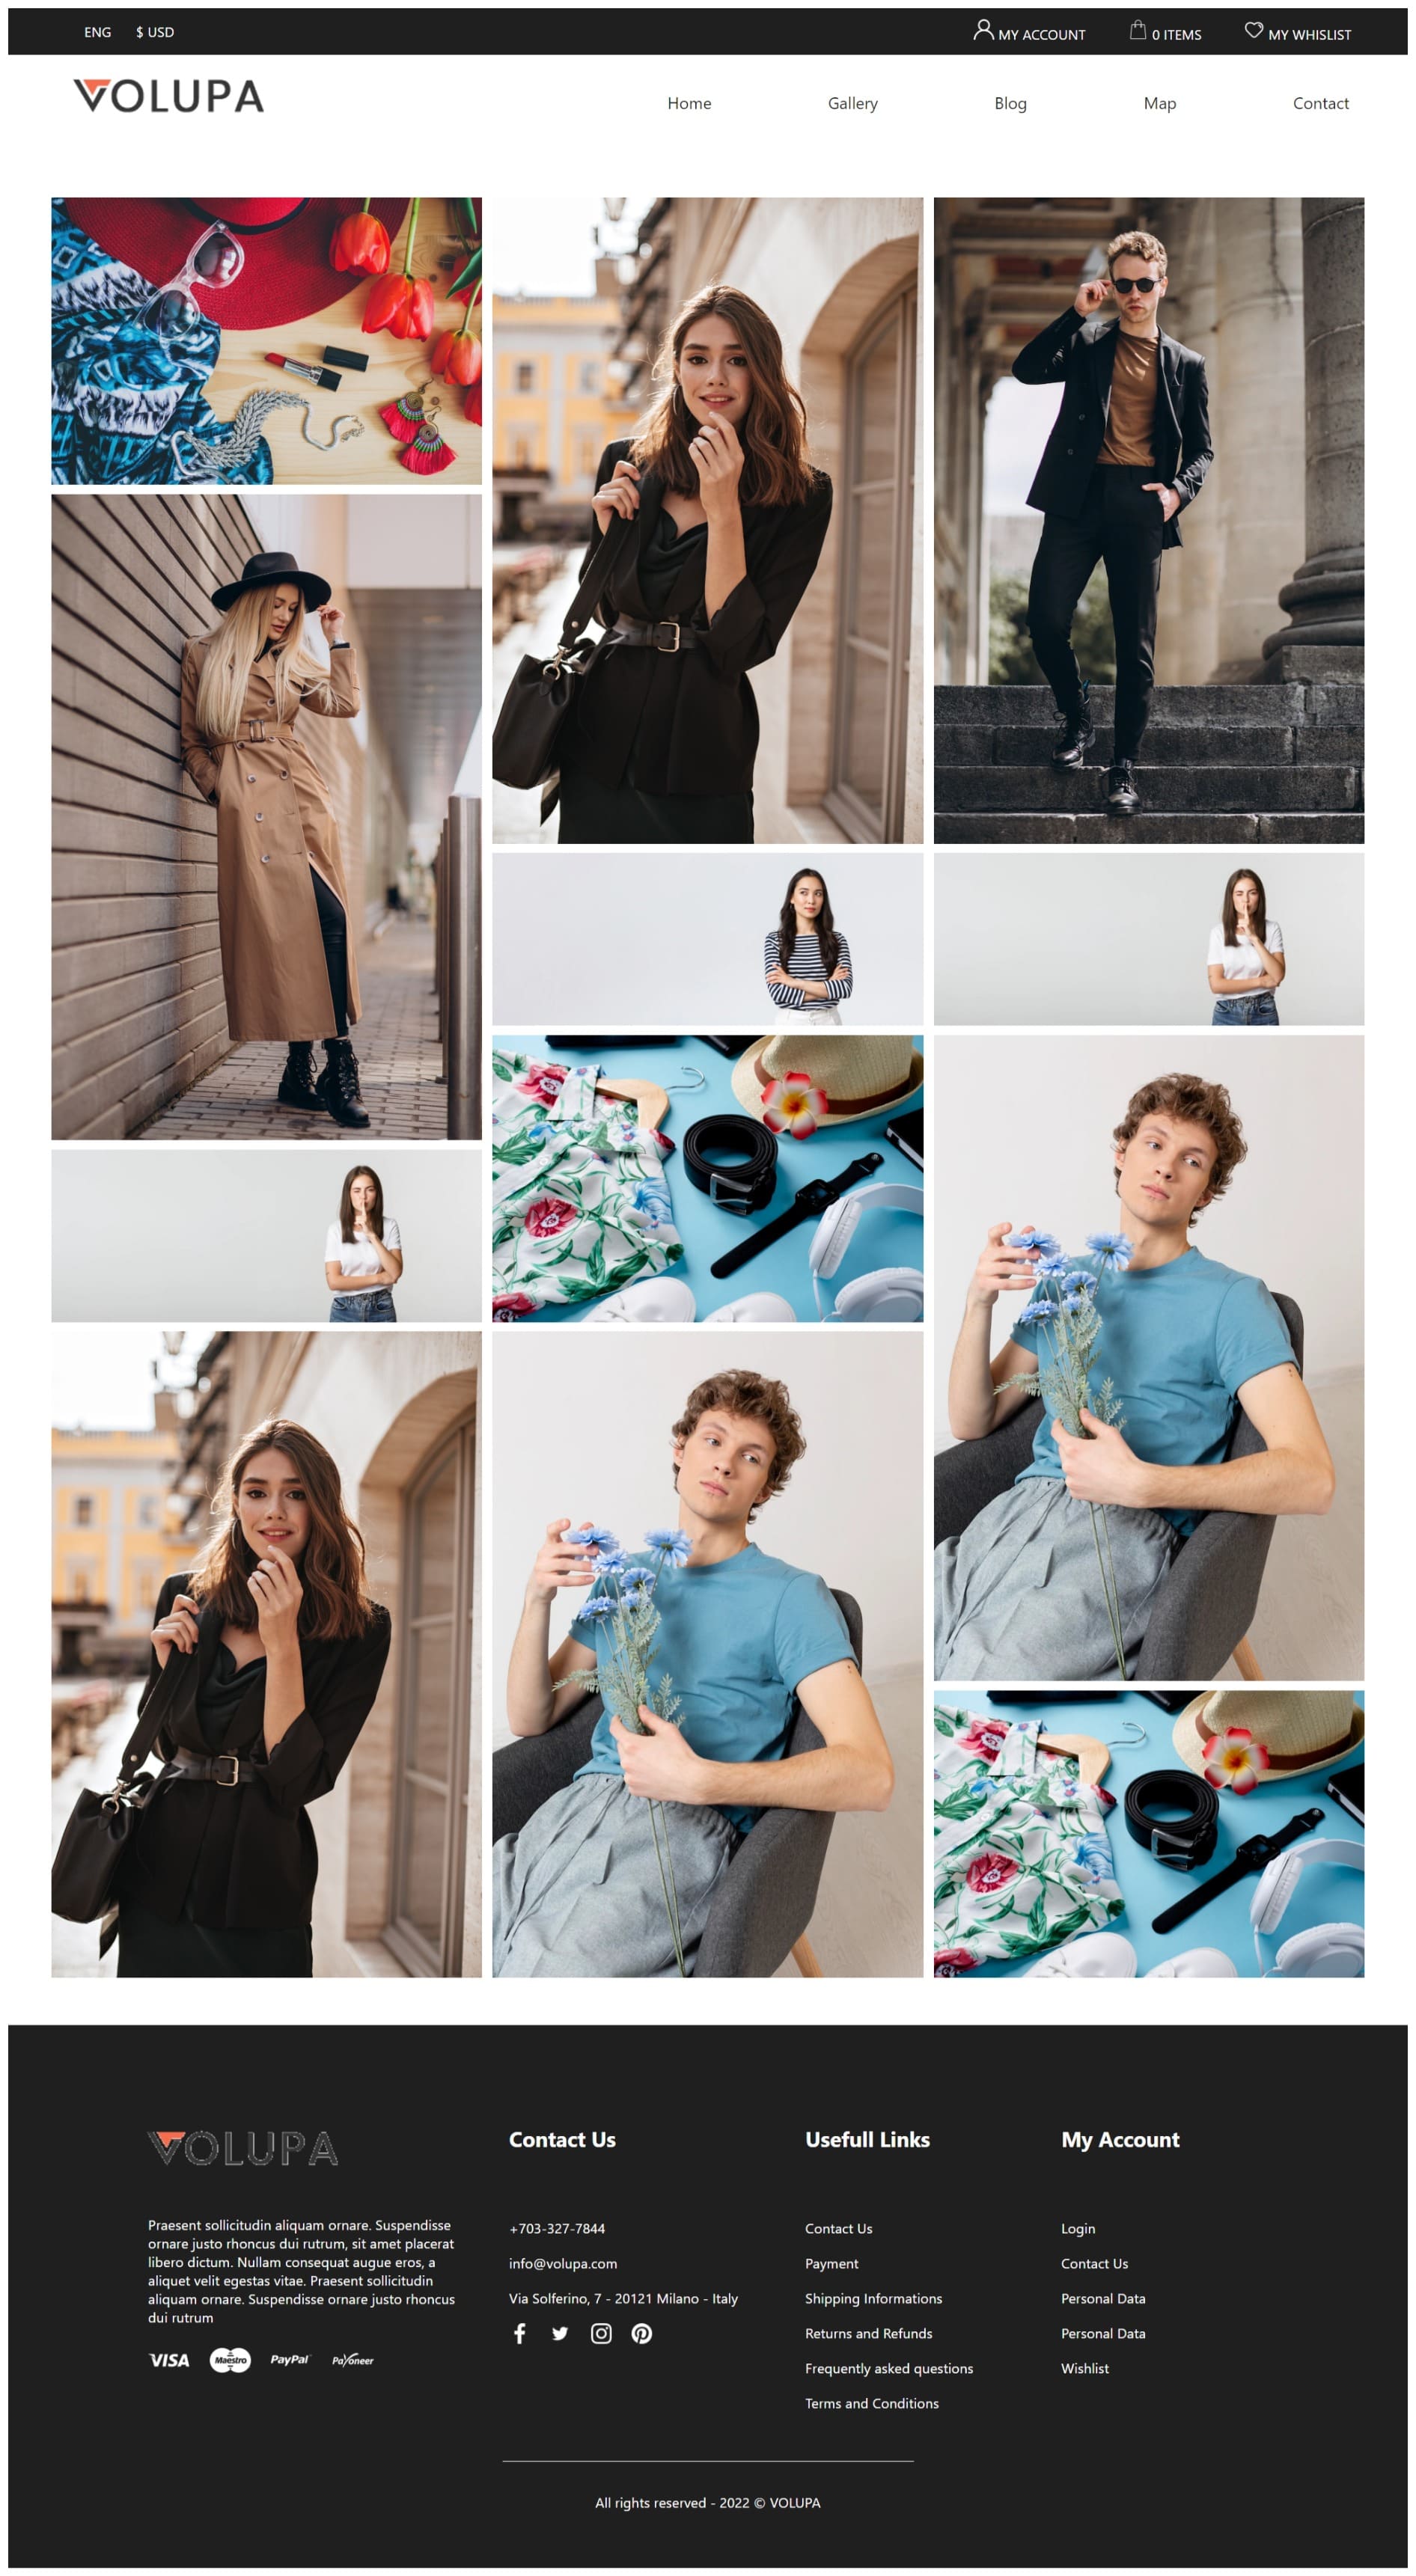 ENG $ USD MY ACCOUNT 0 ITEMS MY WHISLIST
VOLUPA
Home Gallery Blog Map Contact
VOLUPA
Praesent sollicitudin aliquam ornare. Suspendisse
ornare justo rhoncus dui rutrum, sit amet placerat
libero dictum. Nullam consequat augue eros, a
aliquet velit egestas vitae. Praesent sollicitudin
aliquam ornare. Suspendisse ornare justo rhoncus
dui rutrum
VISA Maestro PayPal Payoneer
Contact Us
+703-327-7844
info@volupa.com
Via Solferino, 7 - 20121 Milano - Italy
Usefull Links
Contact Us
Payment
Shipping Informations
Returns and Refunds
Frequently asked questions
Terms and Conditions
My Account
Login
Contact Us
Personal Data
Personal Data
Wishlist
All rights reserved - 2022 © VOLUPA